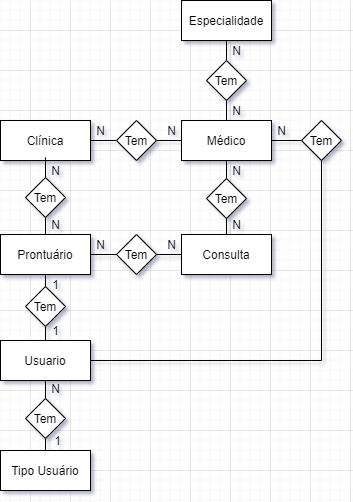 Especialidade
N
Tem
N
Clínica
N
Tem
N
Médico
N
Tem
N
Tem
N
N
Tem
N
Prontuário
N
Tem
N
Consulta
1
Tem
1
Usuario
N
Tem
1
Tipo Usuário